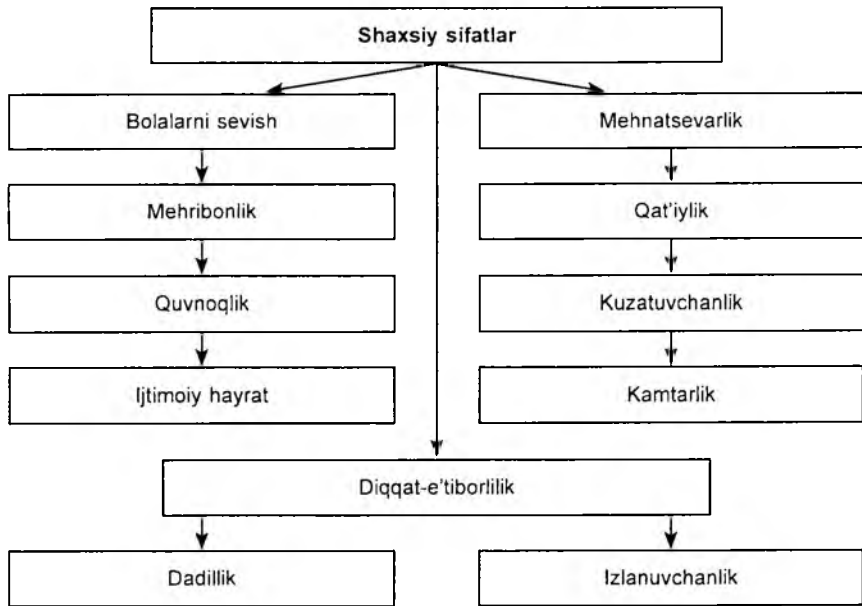 Shaxsiy sifatlar
Bolalarni sevish
Mehnatsevarlik
Mehribonlik
Qat'iylik
Quvnoqlik
Kuzatuvchanlik
Ijtimoiy hayrat
Kamtarlik
Diqqat-e'tiborlilik
Dadillik
Izlanuvchanlik